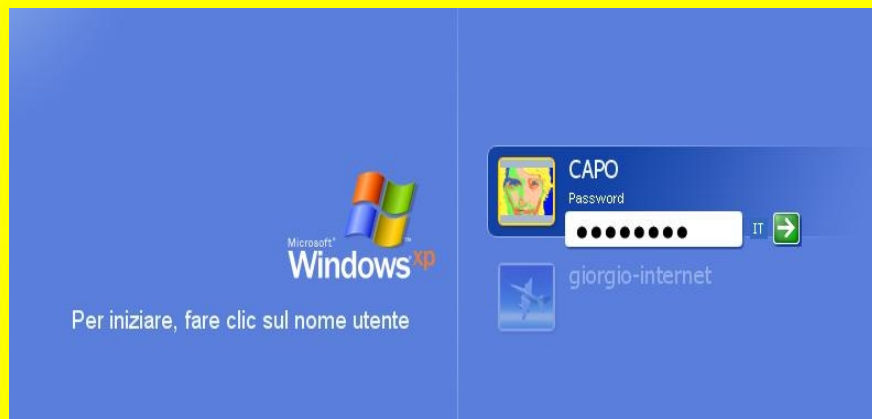 Microsoft®
Windows xp
Per iniziare, fare clic sul nome utente
CAPO
Password
●●●●●●●●
IT
giorgio-internet